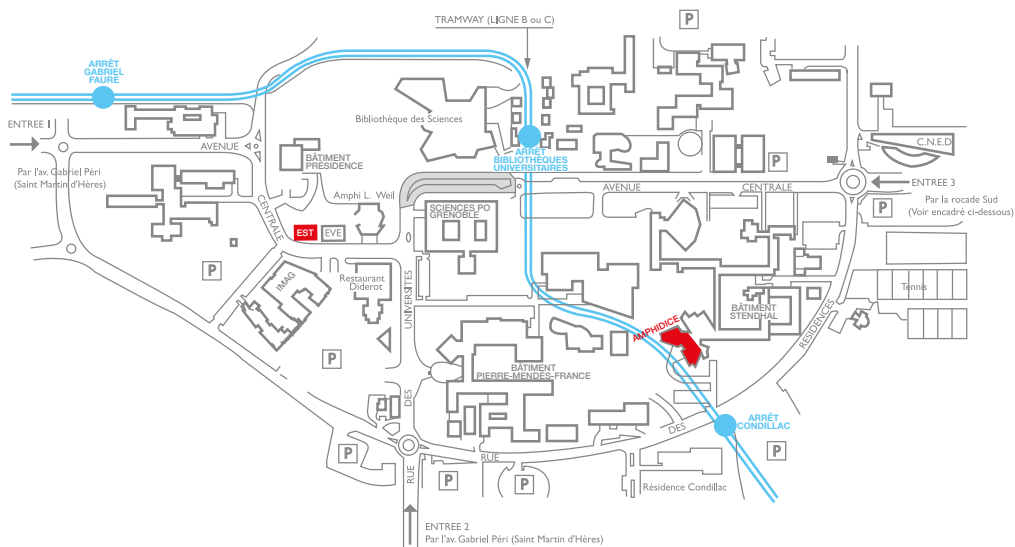 TRAMWAY (LIGNE B ou C)
P
ARRÊT
GABRIEL
FAURÉ
ENTREE 1
AVENUE
Par l'av. Gabriel Péri
(Saint Martin d'Hères)
Bibliothèque des Sciences
ARRÊT
BIBLIOTHÈQUES
UNIVERSITAIRES
BÂTIMENT
PRÉSIDENCE
P
C.N.E.D.
Amphi L. Weil
CENTRALE
AVENUE
CENTRALE
ENTREE 3
Par la rocade Sud
(Voir encadré ci-dessous)
P
SCIENCES PO
GRENOBLE
EST
EVE
P
IMAG
Restaurant
Diderot
UNIVERSITES
Tennis
BÂTIMENT
STENDHAL
RESIDENCES
AMPHIDICE
P
BÂTIMENT
PIERRE-MENDÈS-FRANCE
DES
DES
ARRÊT
CONDILLAC
P
P
RUE
RUE
P
P
Résidence Condillac
ENTREE 2
Par l'av. Gabriel Péri (Saint Martin d'Hères)